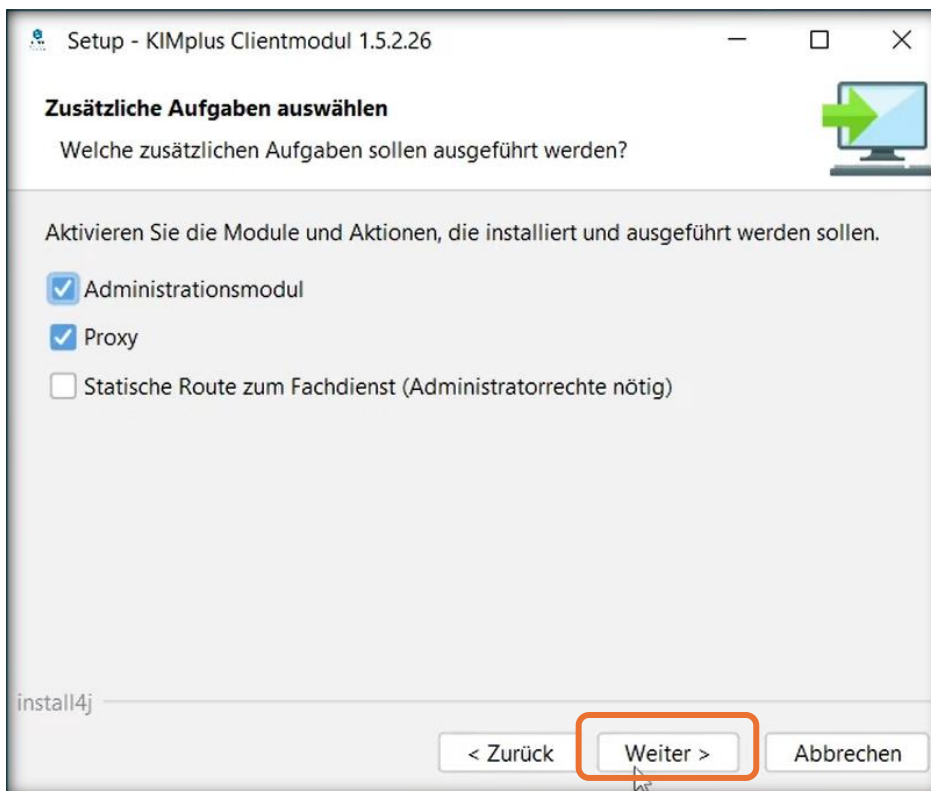 Setup - KIMplus Clientmodul 1.5.2.26
Zusätzliche Aufgaben auswählen
Welche zusätzlichen Aufgaben sollen ausgeführt werden?
Aktivieren Sie die Module und Aktionen, die installiert und ausgeführt werden sollen.
Administrationsmodul
Proxy
Statische Route zum Fachdienst (Administratorrechte nötig)
install4j
< Zurück Weiter > Abbrechen